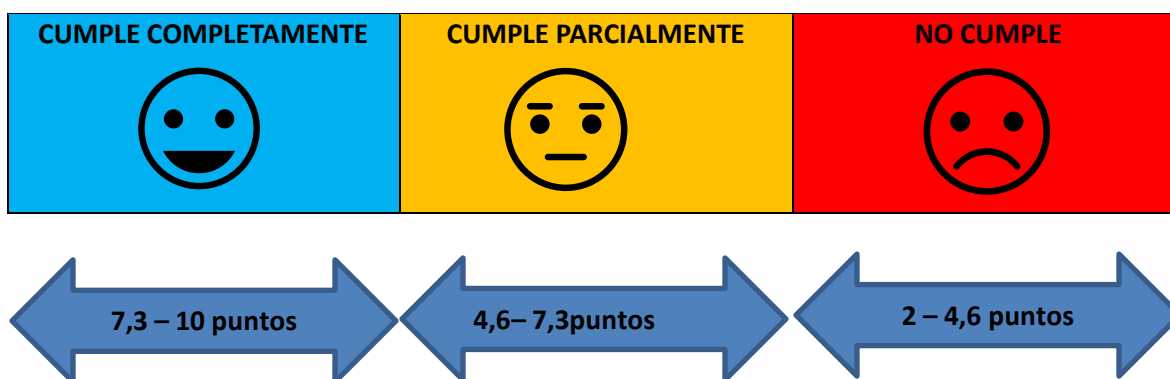 CUMPLE COMPLETAMENTE
CUMPLE PARCIALMENTE
NO CUMPLE
7,3 – 10 puntos
4,6– 7,3puntos
2 – 4,6 puntos